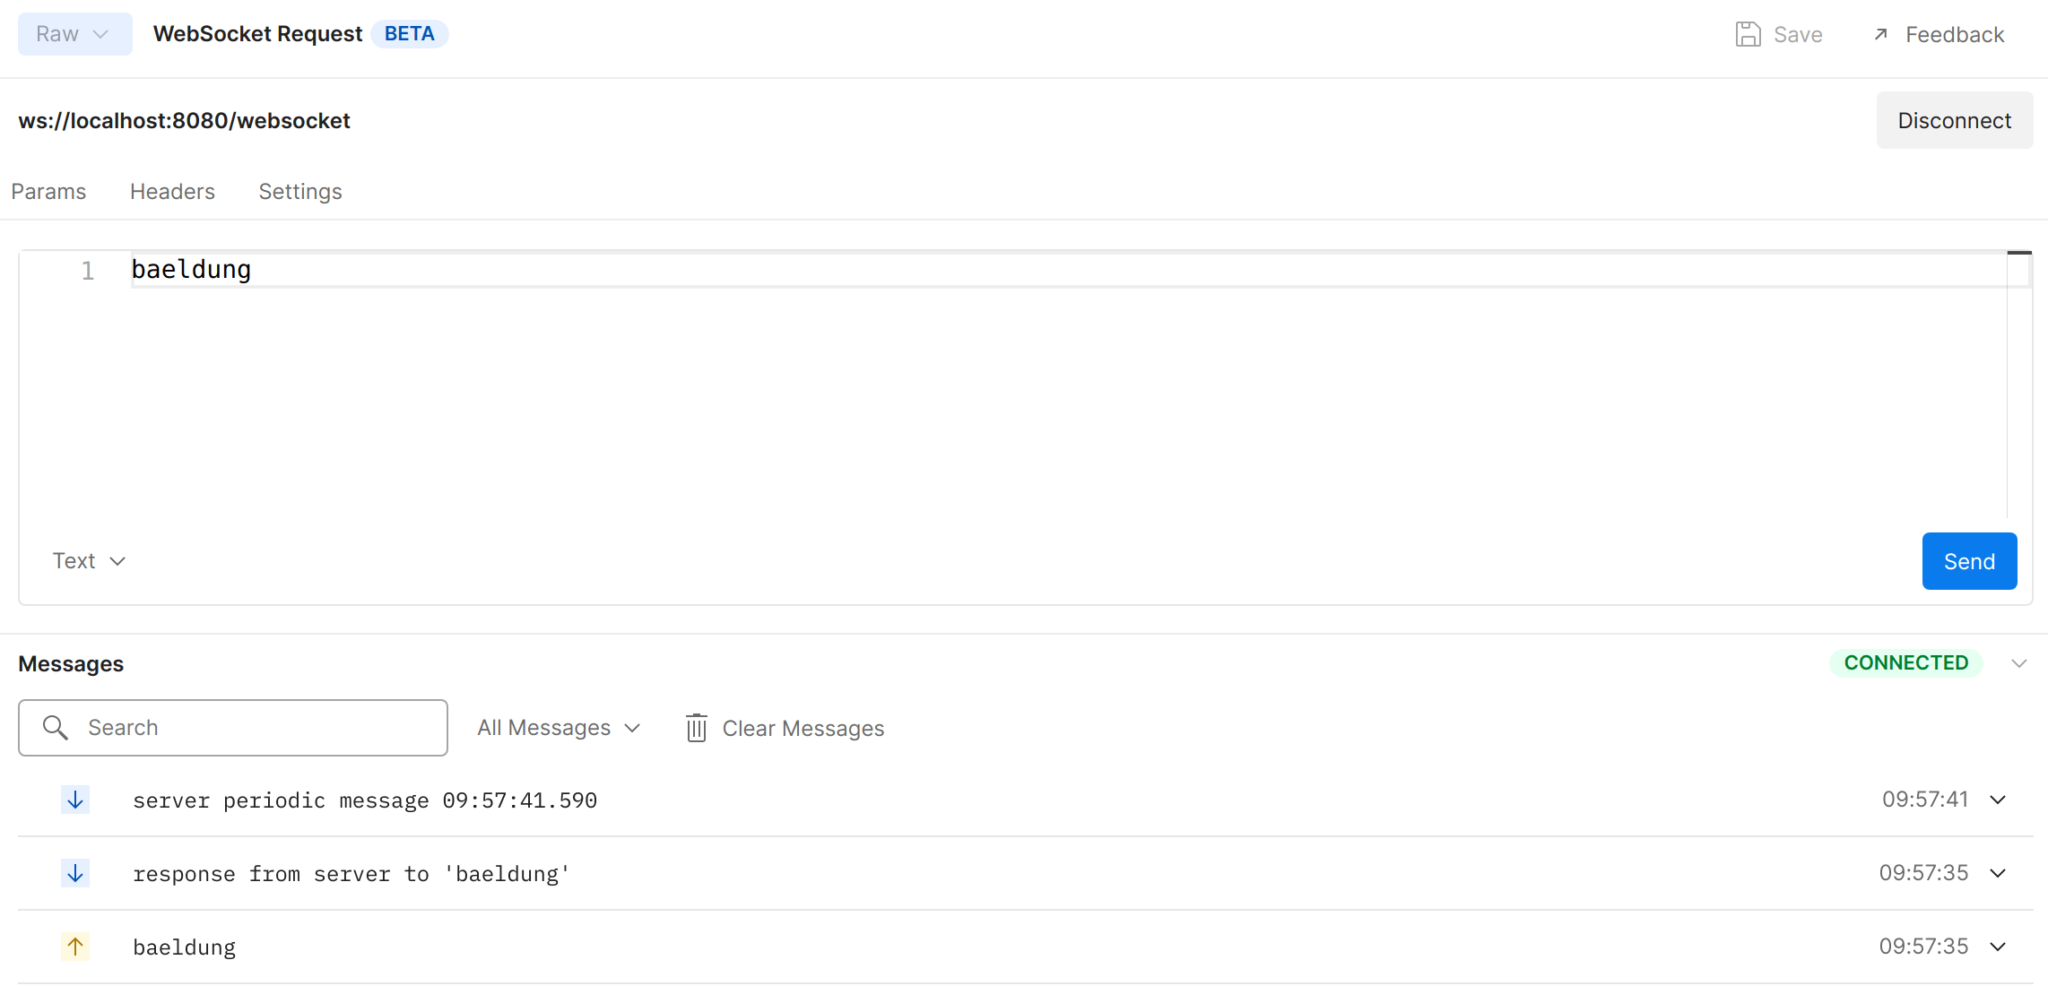 Raw WebSocket Request BETA Save Feedback
ws://localhost:8080/websocket Disconnect
Params Headers Settings
1 baeldung
Text Send
Messages CONNECTED
Search All Messages Clear Messages
server periodic message 09:57:41.590 09:57:41
response from server to 'baeldung' 09:57:35
baeldung 09:57:35